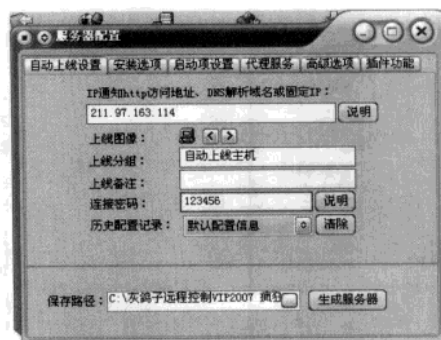 服务器配置
自动上线设置 安装选项 启动项设置 代理服务 高级选项 插件功能
IP通知http访问地址、DNS解析域名或固定IP：
211.97.163.114 说明
上线图像：
上线分组： 自动上线主机
上线备注：
连接密码： 123456 说明
历史配置记录： 默认配置信息 清除
保存路径： C:\灰鸽子远程控制VIP2007 疯狂 生成服务器